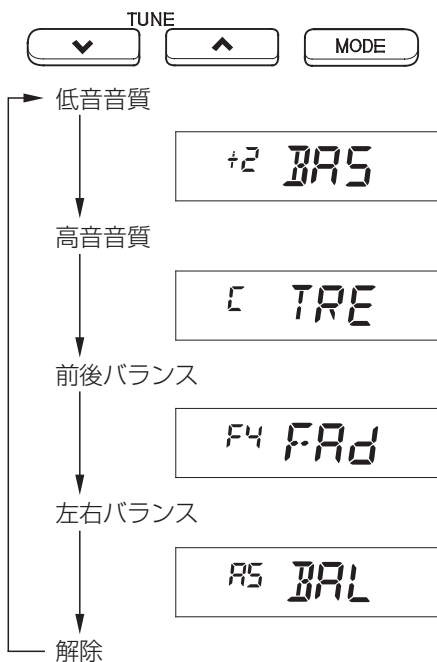 TUNE
MODE
低音音質
+2 BAS
高音音質
C TRE
前後バランス
F4 FAd
左右バランス
A5 BAL
解除